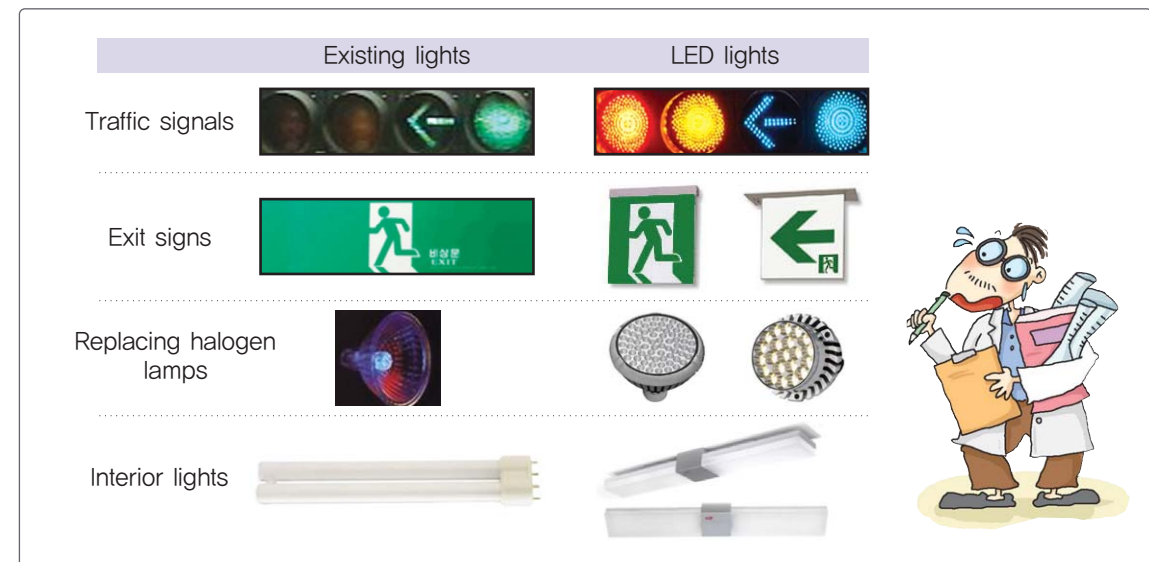 Existing lights
LED lights
Traffic signals
Exit signs
비상문
EXIT
Replacing halogen
lamps
Interior lights